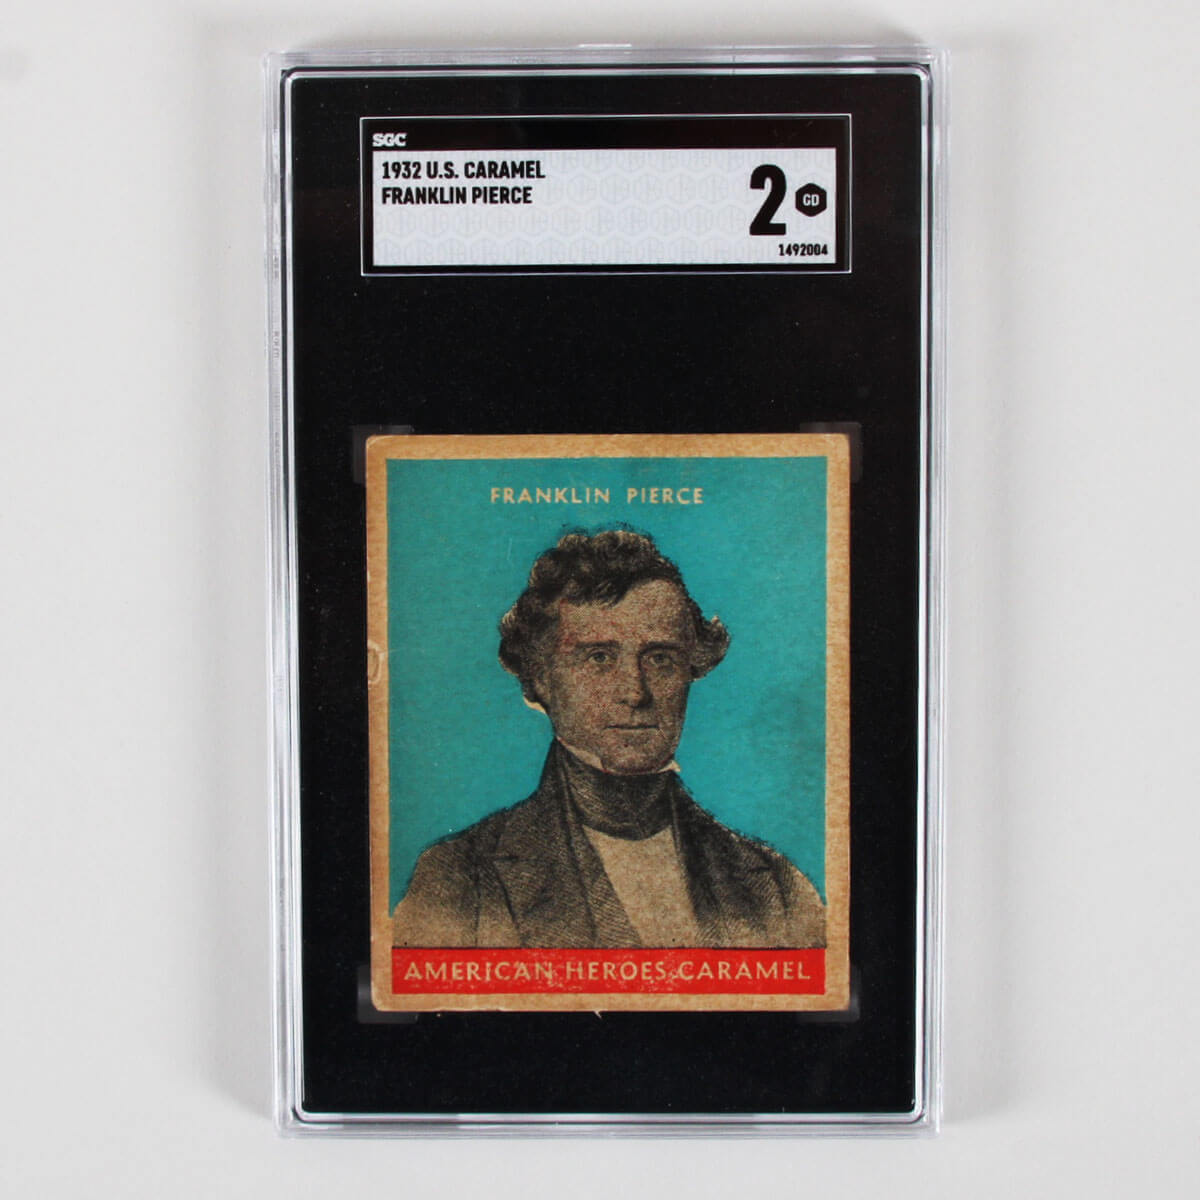 SGC
1932 U.S. CARAMEL
FRANKLIN PIERCE
2 GD
1492004
FRANKLIN PIERCE
AMERICAN HEROES CARAMEL